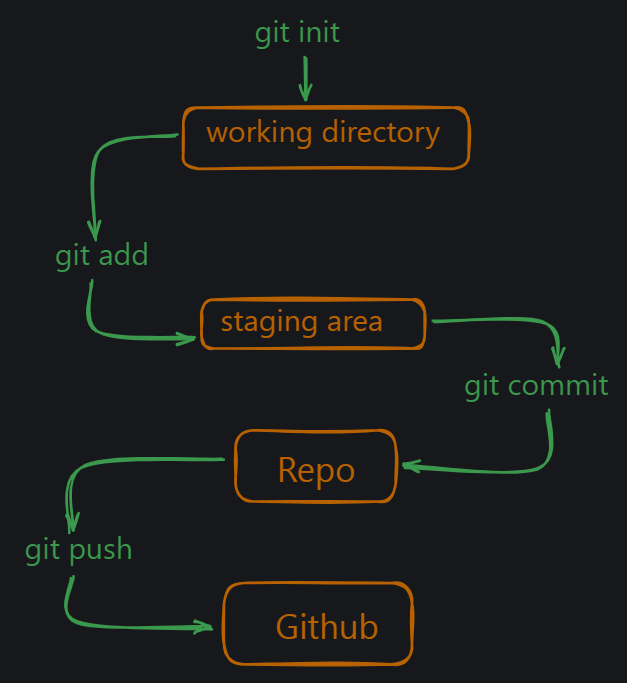 git init
working directory
git add
staging area
git commit
Repo
git push
Github